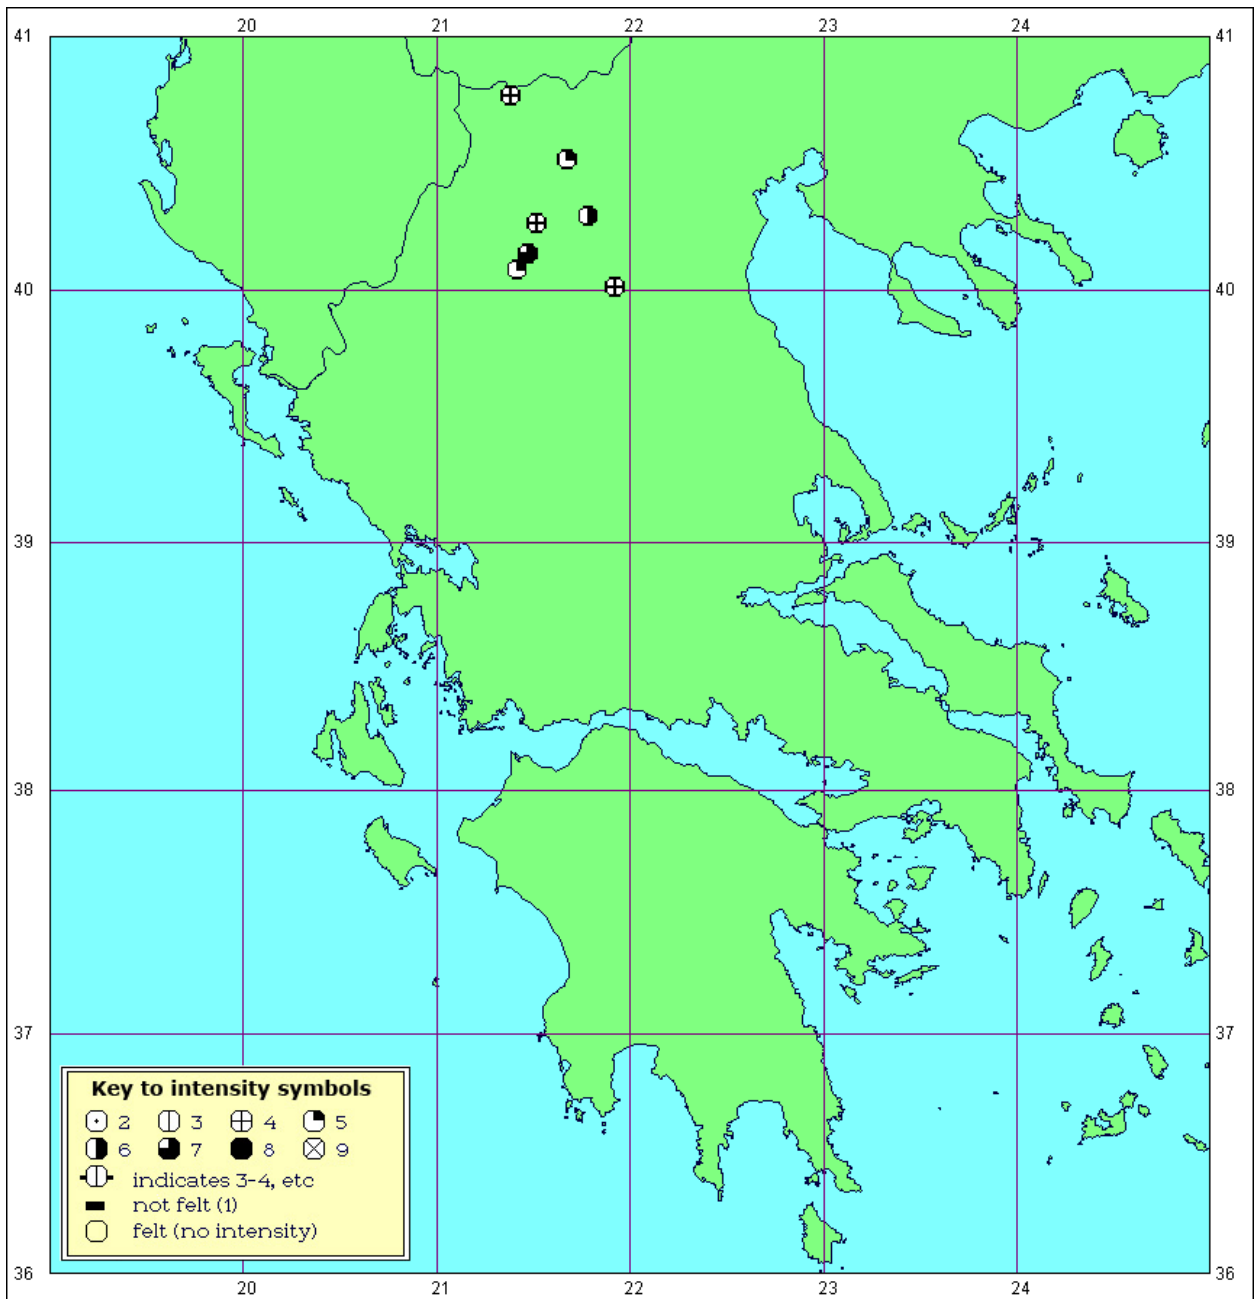 20 21 22 23 24
41 41
40 40
39 39
38 38
37 37
Key to intensity symbols
2 3 4 5
6 7 8 9
indicates 3-4, etc
not felt (1)
felt (no intensity)
36 36
20 21 22 23 24